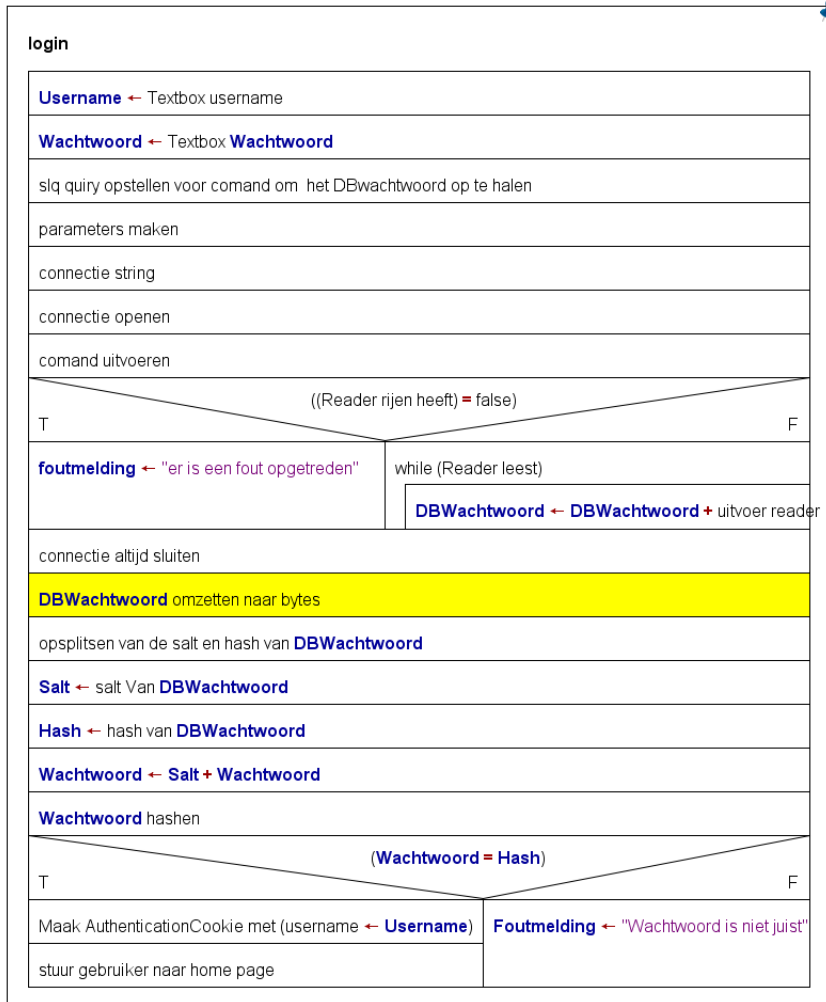 login
Username ← Textbox username
Wachtwoord ← Textbox Wachtwoord
slq quiry opstellen voor comand om het DBwachtwoord op te halen
parameters maken
connectie string
connectie openen
comand uitvoeren
((Reader rijen heeft) = false)
T F
foutmelding ← "er is een fout opgetreden"
while (Reader leest)
DBWachtwoord ← DBWachtwoord + uitvoer reader
connectie altijd sluiten
DBWachtwoord omzetten naar bytes
opsplitsen van de salt en hash van DBWachtwoord
Salt ← salt Van DBWachtwoord
Hash ← hash van DBWachtwoord
Wachtwoord ← Salt + Wachtwoord
Wachtwoord hashen
(Wachtwoord = Hash)
T F
Maak AuthenticationCookie met (username ← Username)
Foutmelding ← "Wachtwoord is niet juist"
stuur gebruiker naar home page